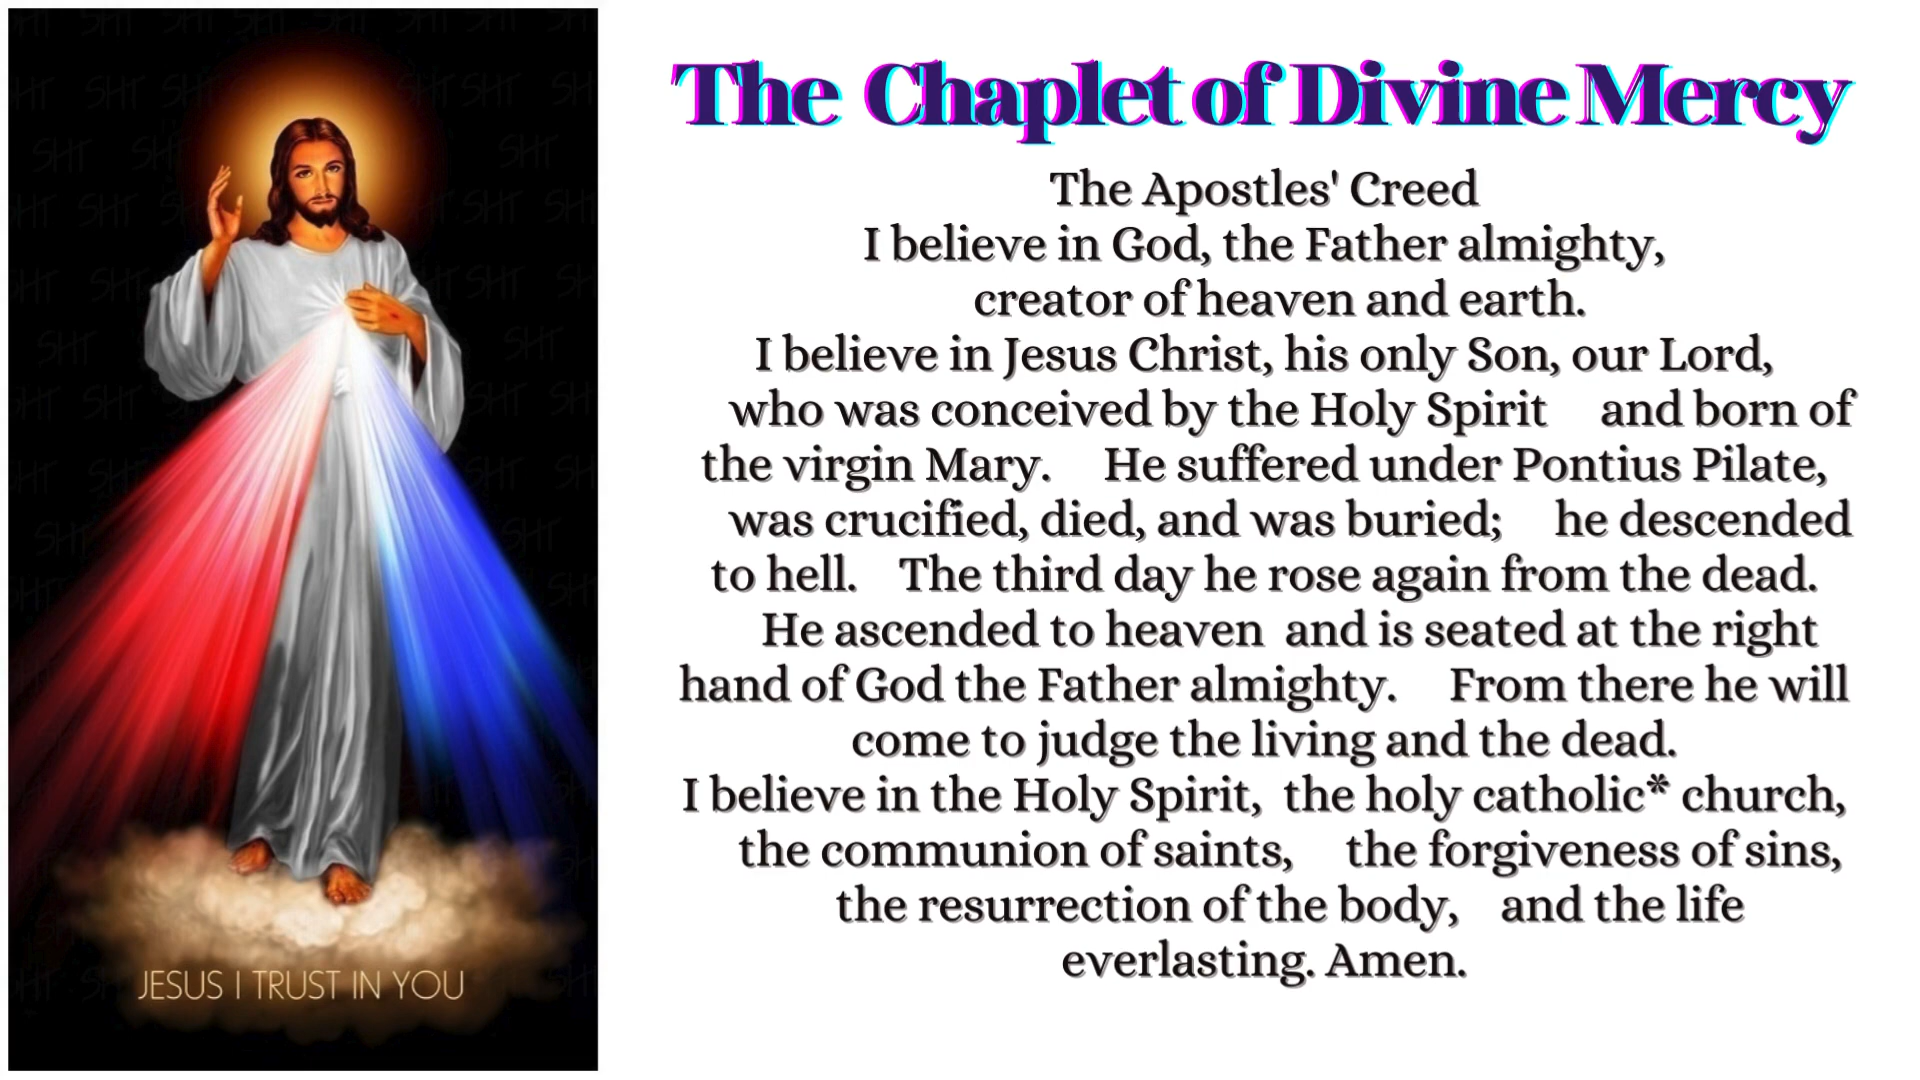 The Chaplet of Divine Mercy
The Apostles' Creed
I believe in God, the Father almighty,
creator of heaven and earth.
I believe in Jesus Christ, his only Son, our Lord,
who was conceived by the Holy Spirit and born of
the virgin Mary. He suffered under Pontius Pilate,
was crucified, died, and was buried; he descended
to hell. The third day he rose again from the dead.
He ascended to heaven and is seated at the right
hand of God the Father almighty. From there he will
come to judge the living and the dead.
I believe in the Holy Spirit, the holy catholic* church,
the communion of saints, the forgiveness of sins,
the resurrection of the body, and the life
everlasting. Amen.
JESUS I TRUST IN YOU